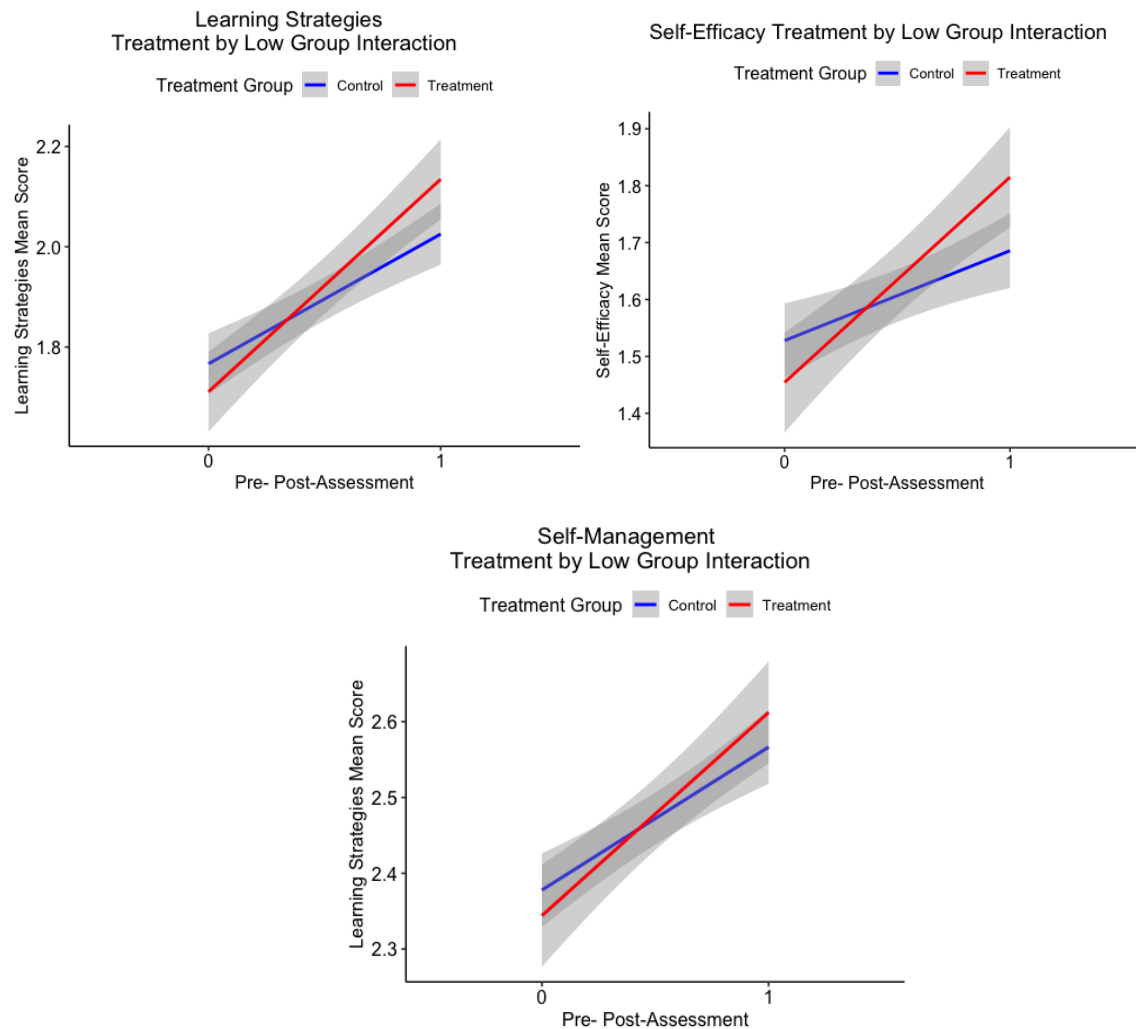 Learning Strategies
Treatment by Low Group Interaction
Treatment Group Control Treatment
Learning Strategies Mean Score
2.2
2.0
1.8
0 1
Pre- Post-Assessment
Self-Efficacy Treatment by Low Group Interaction
Treatment Group Control Treatment
Self-Efficacy Mean Score
1.9
1.8
1.7
1.6
1.5
1.4
0 1
Pre- Post-Assessment
Self-Management
Treatment by Low Group Interaction
Treatment Group Control Treatment
Learning Strategies Mean Score
2.6
2.5
2.4
2.3
0 1
Pre- Post-Assessment